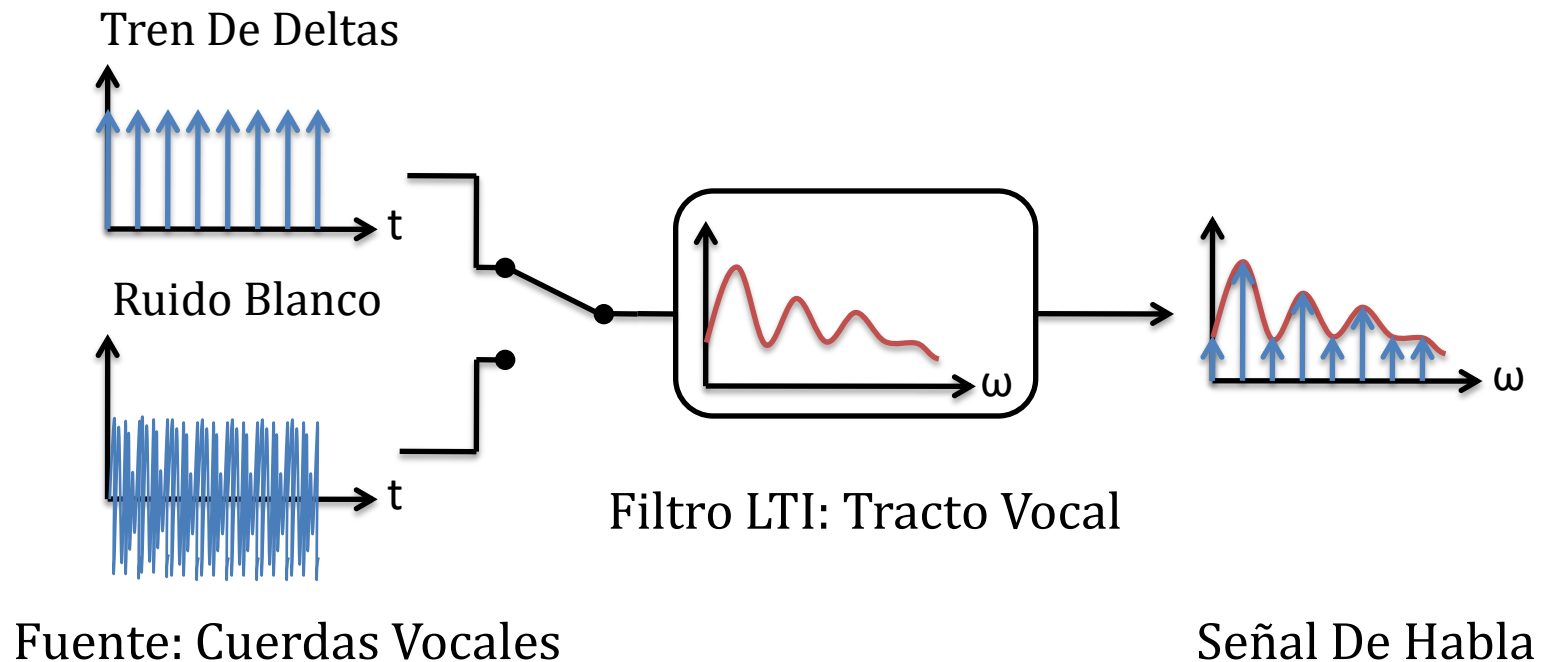 Tren De Deltas
t
Ruido Blanco
t
Fuente: Cuerdas Vocales
ω
Filtro LTI: Tracto Vocal
ω
Señal De Habla